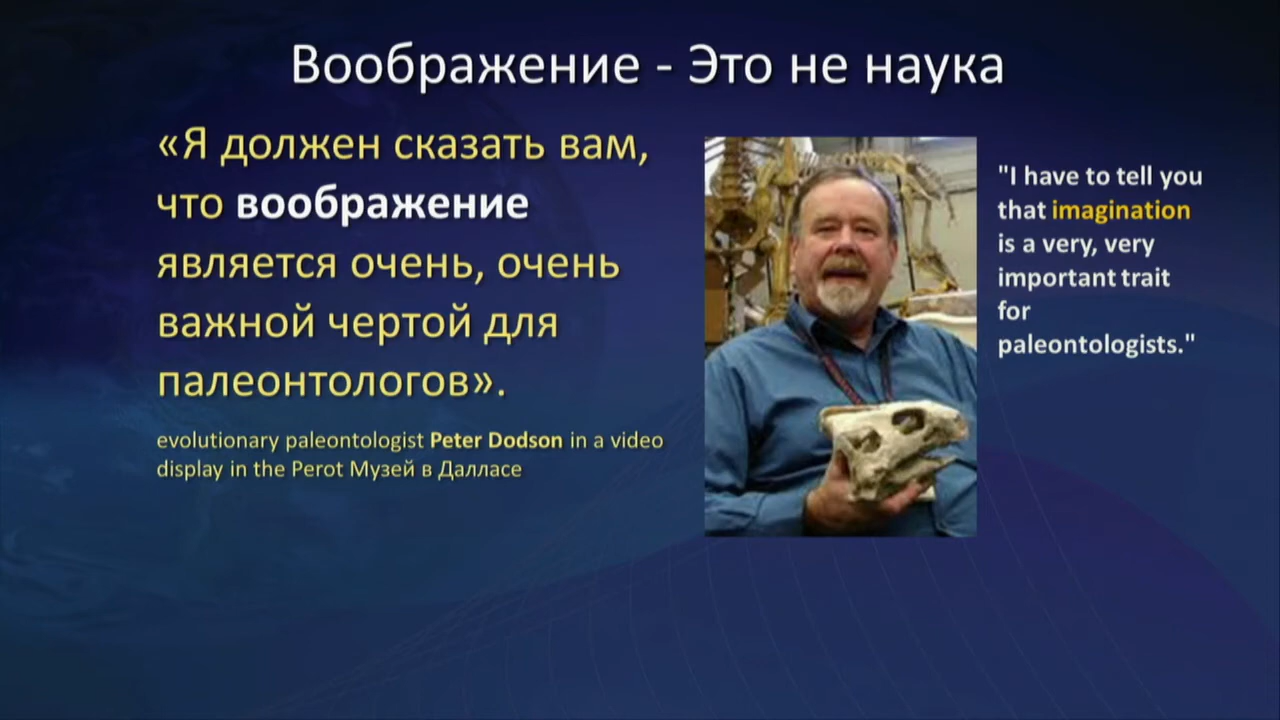 Воображение - Это не наука
«Я должен сказать вам,
что воображение
является очень, очень
важной чертой для
палеонтологов».
evolutionary paleontologist Peter Dodson in a video
display in the Perot Музей в Далласе
"I have to tell you
that imagination
is a very, very
important trait
for
paleontologists."